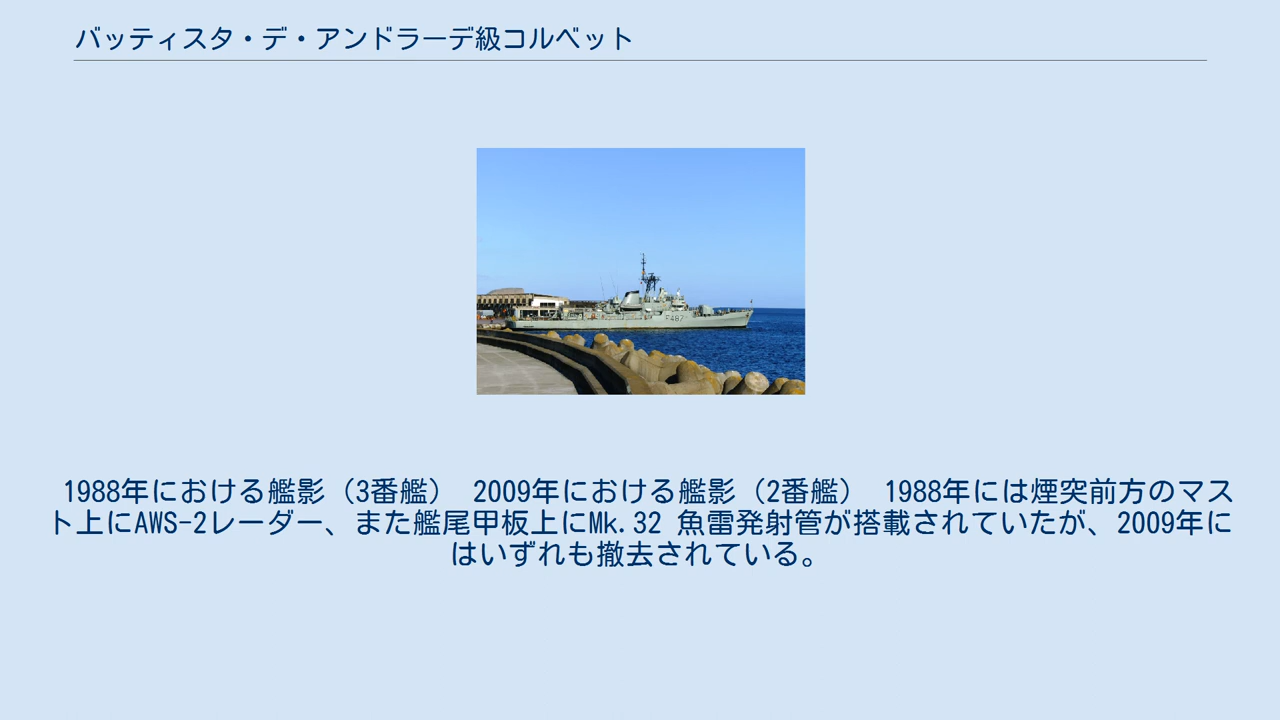 バッティスタ・デ・アンドラーデ級コルベット
F487
1988年における艦影（3番艦） 2009年における艦影（2番艦） 1988年には煙突前方のマス
ト上にAWS-2レーダー、また艦尾甲板上にMk.32 魚雷発射管が搭載されていたが、2009年に
はいずれも撤去されている。